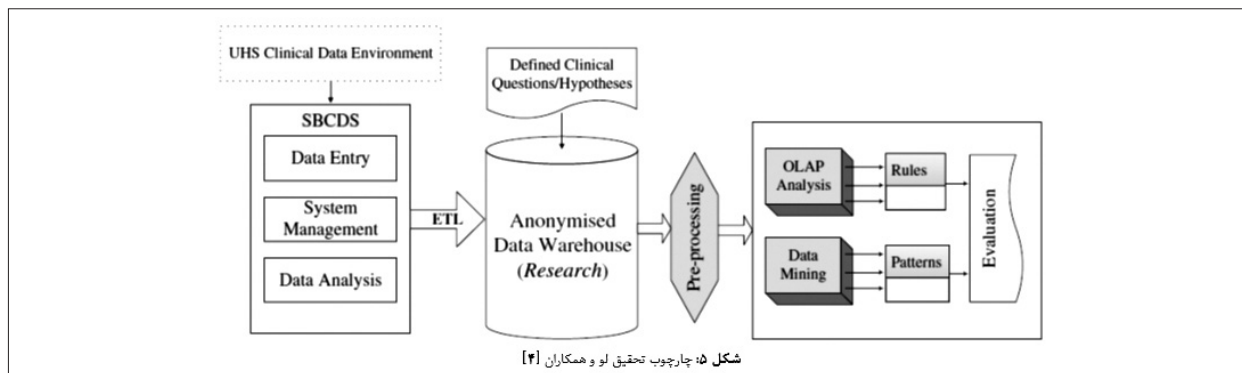 UHS Clinical Data Environment
SBCDS
Data Entry
System
Management
Data Analysis
ETL
Defined Clinical
Questions/Hypotheses
Anonymised
Data Warehouse
(Research)
Pre-processing
OLAP
Analysis
Rules
Data
Mining
Patterns
Evaluation
شکل ۵: چارچوب تحقیق لو و همکاران [۴]